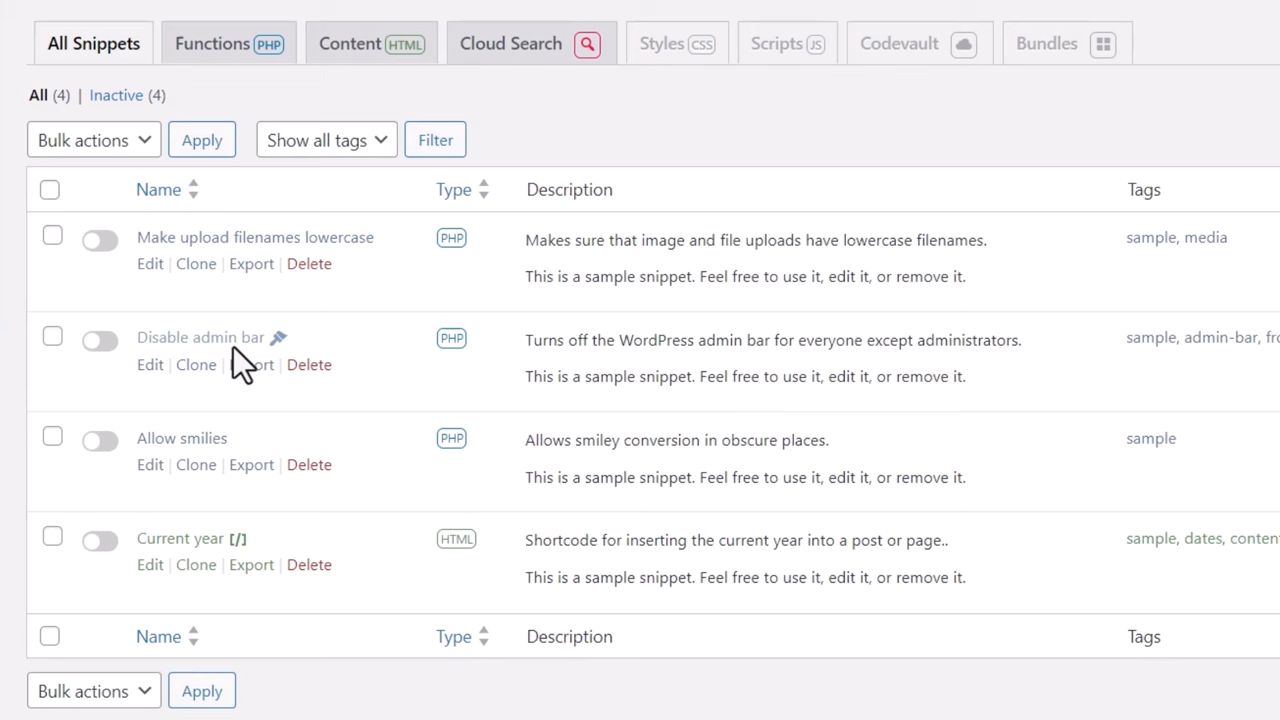 All Snippets Functions PHP Content HTML Cloud Search Styles CSS Scripts JS Codevault Bundles
All (4) | Inactive (4)
Bulk actions Apply Show all tags Filter
Name Type Description Tags
Make upload filenames lowercase PHP Makes sure that image and file uploads have lowercase filenames. sample, media
Edit | Clone | Export | Delete This is a sample snippet. Feel free to use it, edit it, or remove it.
Disable admin bar PHP Turns off the WordPress admin bar for everyone except administrators. sample, admin-bar,
Edit | Clone | Delete This is a sample snippet. Feel free to use it, edit it, or remove it.
Allow smilies PHP Allows smiley conversion in obscure places. sample
Edit | Clone | Export | Delete This is a sample snippet. Feel free to use it, edit it, or remove it.
Current year [/] HTML Shortcode for inserting the current year into a post or page.. sample, dates,
Edit | Clone | Export | Delete This is a sample snippet. Feel free to use it, edit it, or remove it.
Name Type Description Tags
Bulk actions Apply